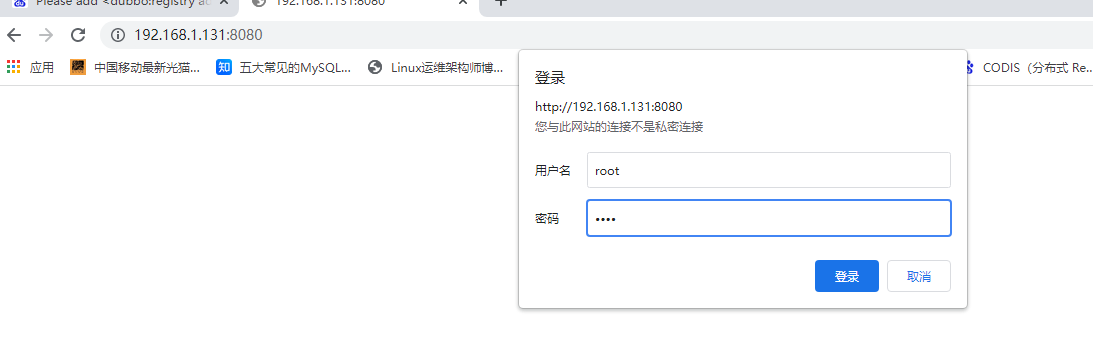 Please add <dubbo:registry ad
192.168.1.131:8080
192.168.1.131:8080
应用
中国移动最新光猫...
知
五大常见的MySQL...
Linux运维架构师博...
CODIS（分布式 Re...
登录
http://192.168.1.131:8080
您与此网站的连接不是私密连接
用户名
root
密码
••••
登录
取消